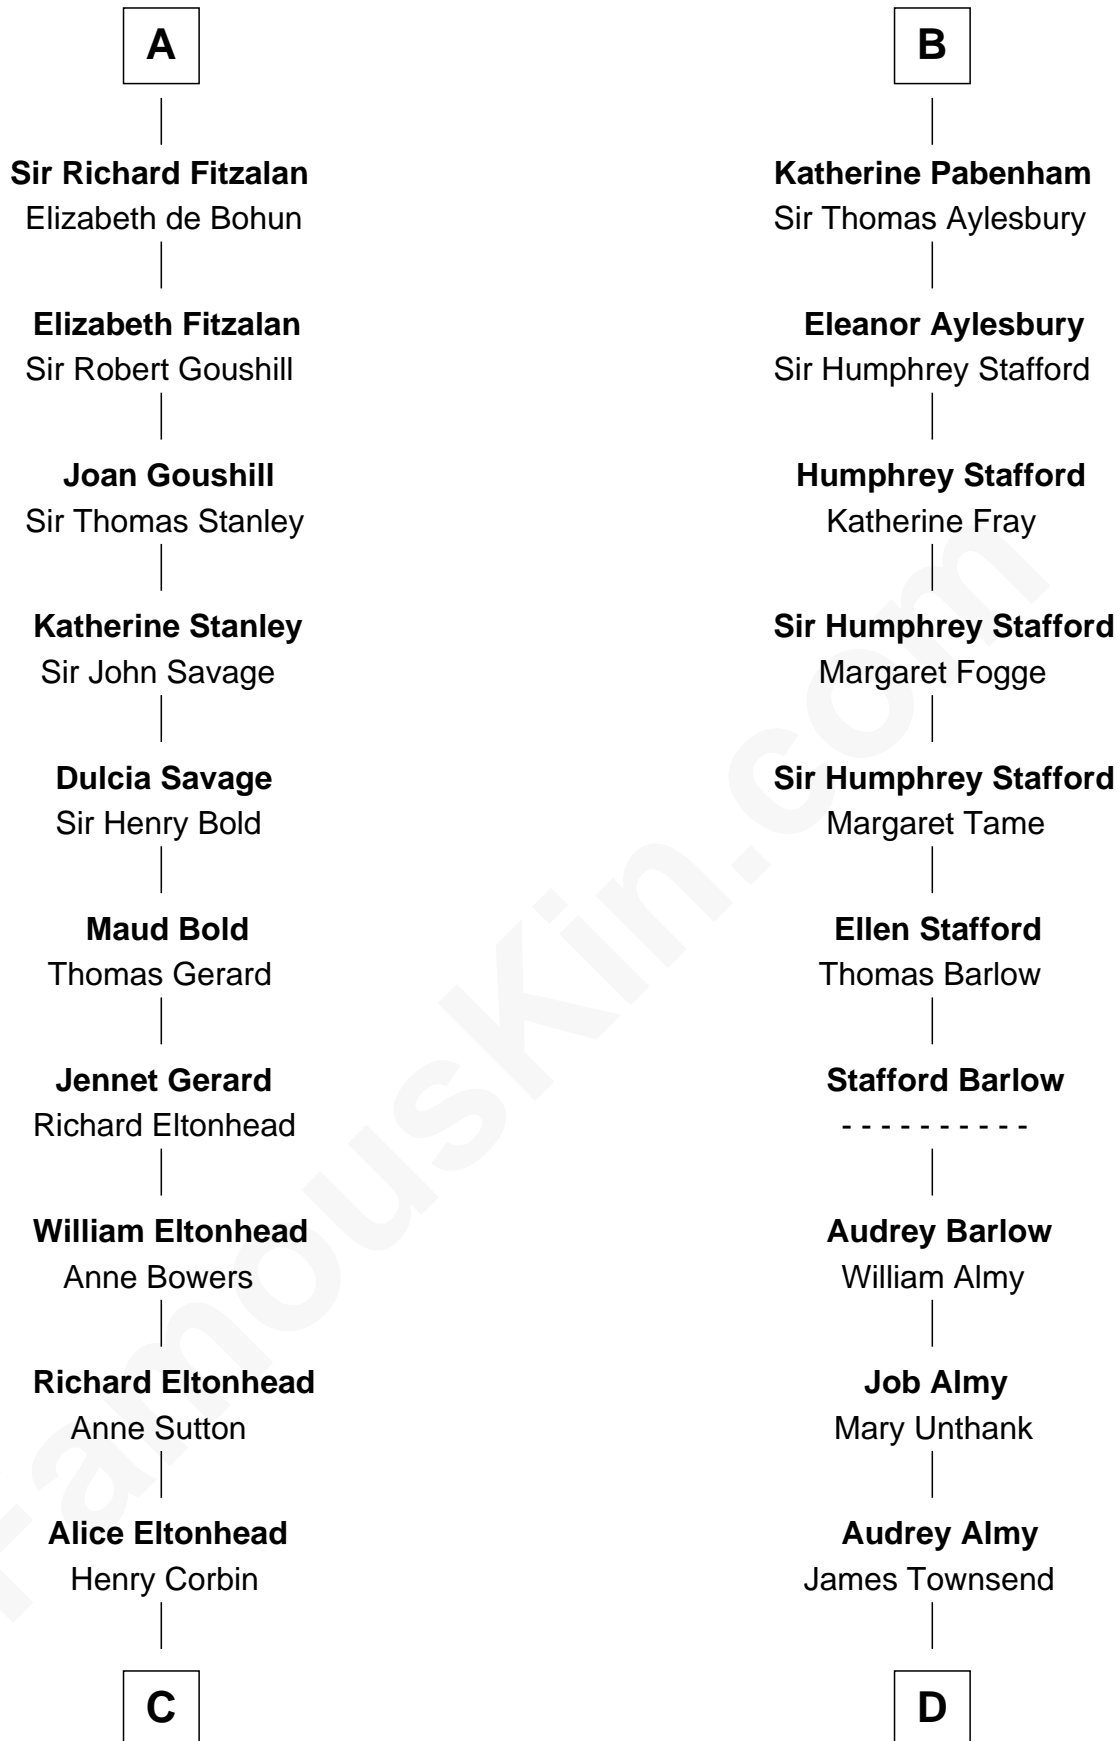 A
Sir Richard Fitzalan
Elizabeth de Bohun
Elizabeth Fitzalan
Sir Robert Goushill
Joan Goushill
Sir Thomas Stanley
Katherine Stanley
Sir John Savage
Dulcia Savage
Sir Henry Bold
Maud Bold
Thomas Gerard
Jennet Gerard
Richard Eltonhead
William Eltonhead
Anne Bowers
Richard Eltonhead
Anne Sutton
Alice Eltonhead
Henry Corbin
C
B
Katherine Pabenham
Sir Thomas Aylesbury
Eleanor Aylesbury
Sir Humphrey Stafford
Humphrey Stafford
Katherine Fray
Sir Humphrey Stafford
Margaret Fogge
Sir Humphrey Stafford
Margaret Tame
Ellen Stafford
Thomas Barlow
Stafford Barlow
- - - - - - - - - -
Audrey Barlow
William Almy
Job Almy
Mary Unthank
Audrey Almy
James Townsend
D
FamousKin.com